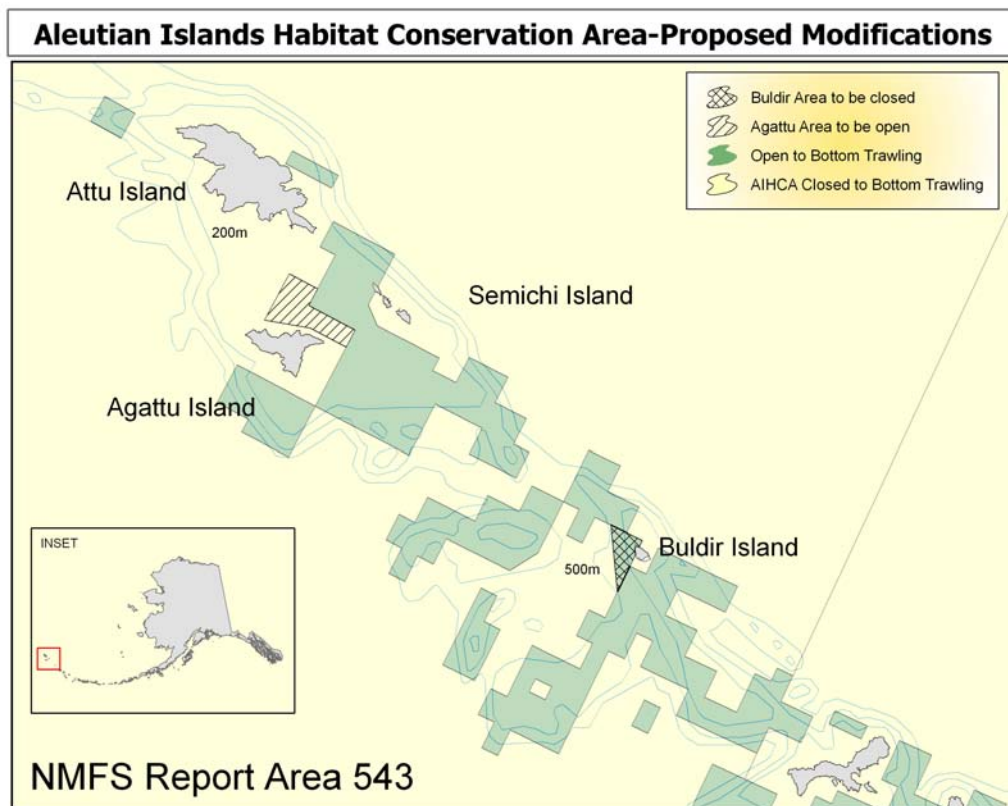 Aleutian Islands Habitat Conservation Area-Proposed Modifications
Buldir Area to be closed
Agattu Area to be open
Open to Bottom Trawling
AIHCA Closed to Bottom Trawling
Attu Island
200m
Semichi Island
Agattu Island
Buldir Island
500m
INSET
NMFS Report Area 543